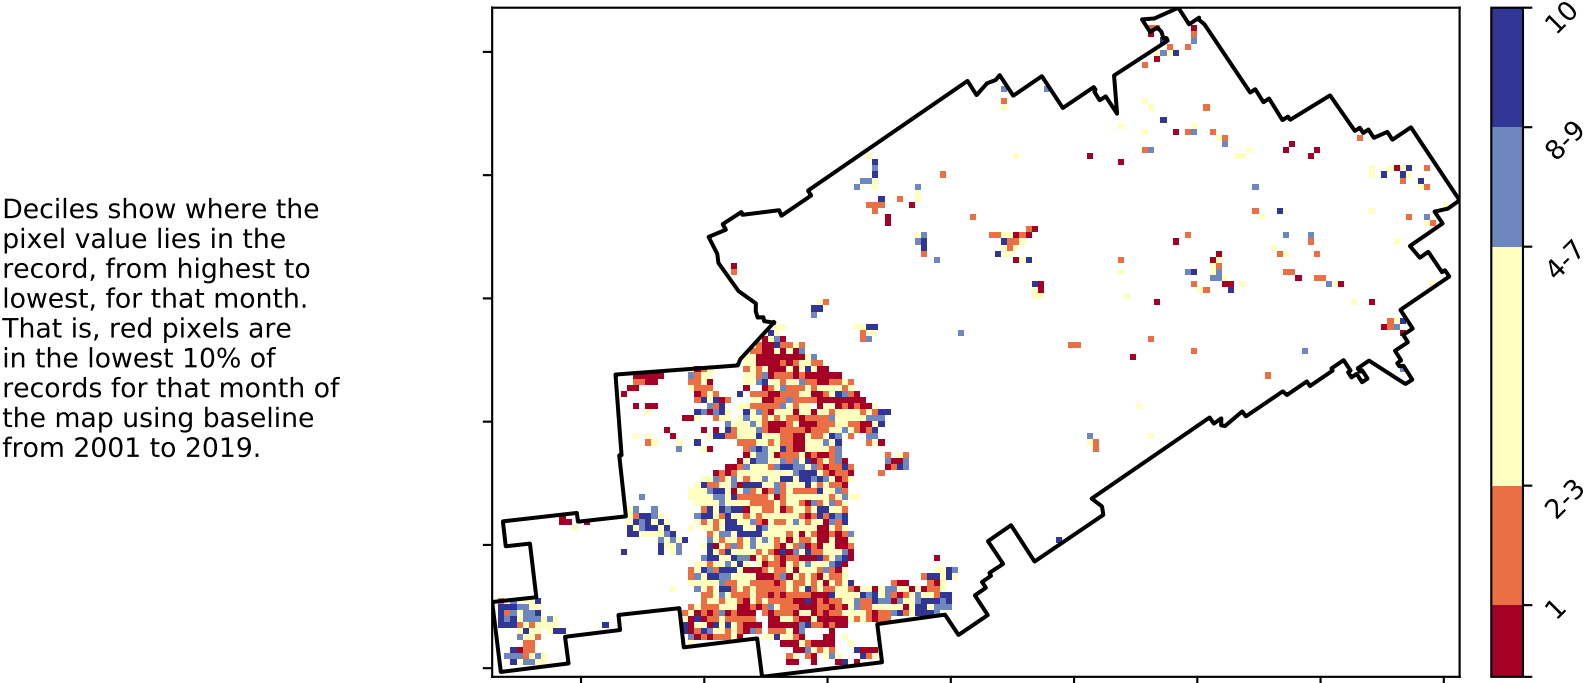 Deciles show where the
pixel value lies in the
record, from highest to
lowest, for that month.
That is, red pixels are
in the lowest 10% of
records for that month of
the map using baseline
from 2001 to 2019.
10
8-9
4-7
2-3
1